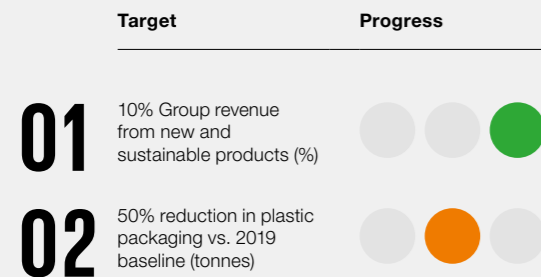 Target Progress
01
10% Group revenue
from new and
sustainable products (%)
02
50% reduction in plastic
packaging vs. 2019
baseline (tonnes)